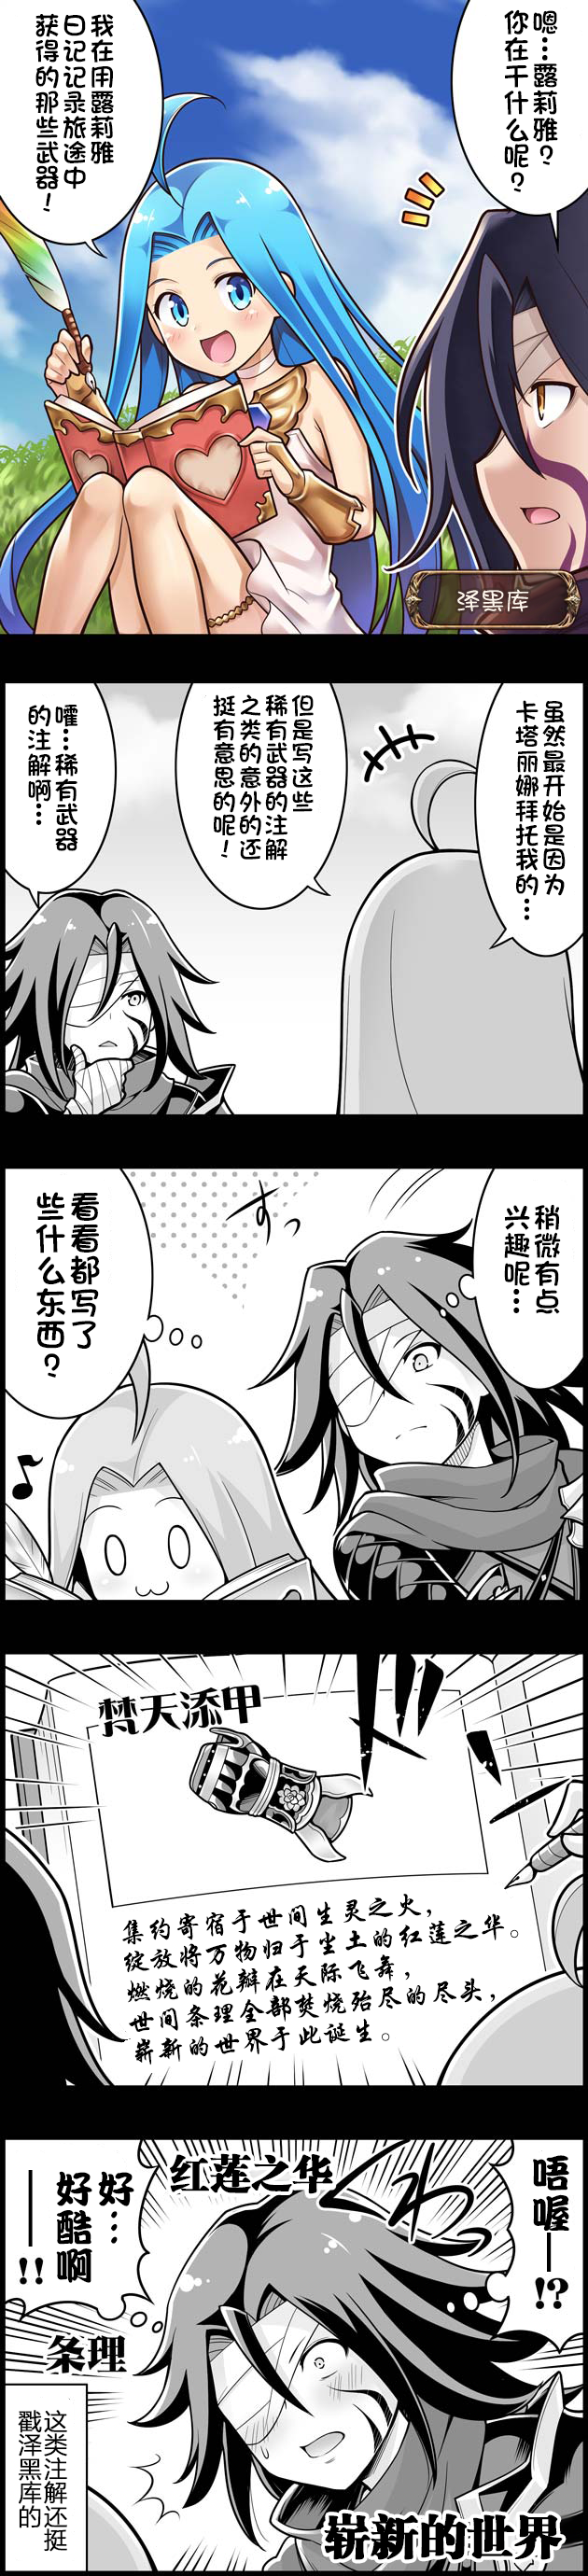 嗯…露莉雅？
你在干什么呢？
我在用露莉雅
日记记录旅途中
获得的那些武器！
泽黑库
虽然最开始是因为
卡塔丽娜拜托我的…
但是写这些
稀有武器的注解
之类的意外的还
挺有意思的呢！
嚯…稀有武器
的注解啊…
稍微有点
兴趣呢…
すっ
看看都写了
些什么东西？
梵天添甲
集约寄宿于世间生灵之火，
绽放将万物归于尘土的红莲之华。
燃烧的花瓣在天际飞舞，
世间条理全部焚烧殆尽的尽头，
崭新的世界于此诞生。
唔喔—!?
红莲之华
好…
好酷啊
——!!
条理
这类注解还挺
戳泽黑库的
崭新的世界